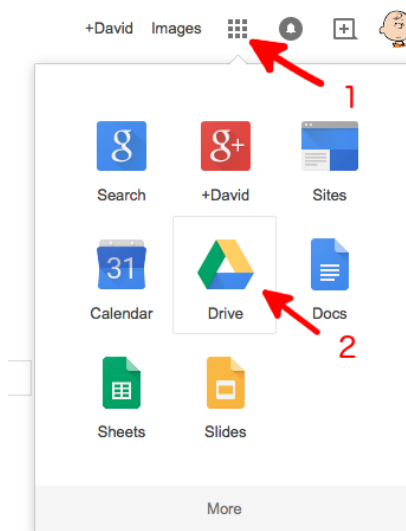 +David Images
1
g g+
Search +David Sites
31
Calendar Drive Docs
2
Sheets Slides
More